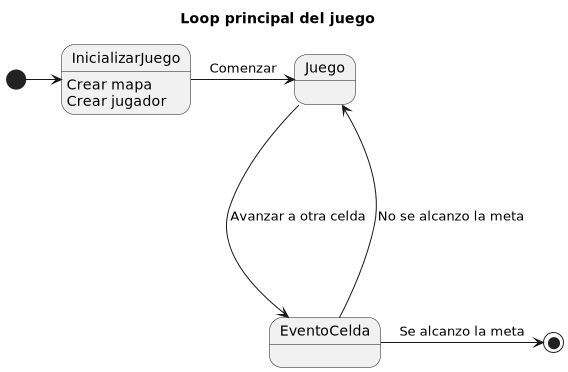 Loop principal del juego
InicializarJuego
Crear mapa
Crear jugador
Comenzar
Juego
Avanzar a otra celda
No se alcanzo la meta
EventoCelda
Se alcanzo la meta